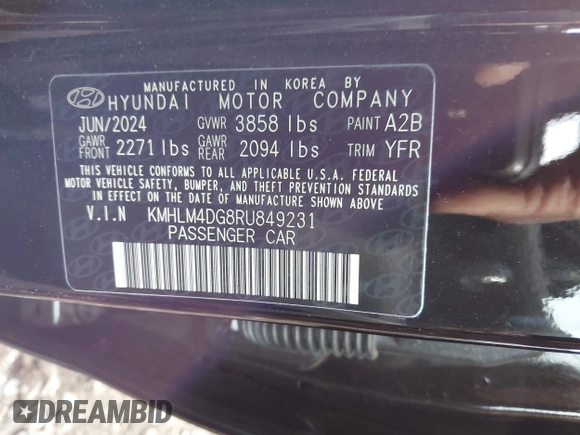 MANUFACTURED IN KOREA BY
HYUNDAI MOTOR COMPANY
JUN/2024 GVWR 3858 lbs PAINT A2B
GAWR FRONT 2271 lbs GAWR REAR 2094 lbs TRIM YFR
THIS VEHICLE CONFORMS TO ALL APPLICABLE U.S.A. FEDERAL
MOTOR VEHICLE SAFETY, BUMPER, AND THEFT PREVENTION STANDARDS
IN EFFECT ON THE DATE OF MANUFACTURE SHOWN ABOVE
V.I.N KMHLM4DG8RU849231
PASSENGER CAR
DREAMBID